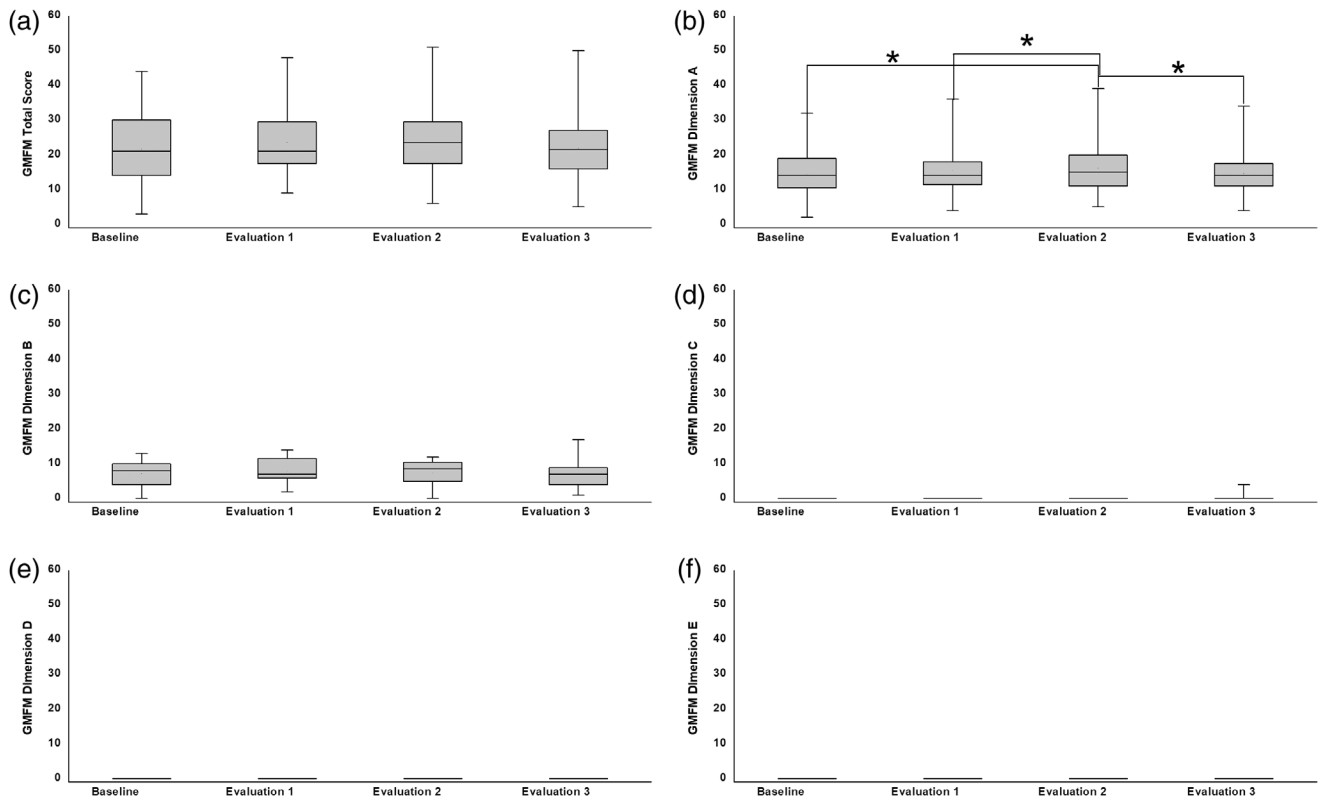 (a)
GMFM Total Score
60
50
40
30
20
10
0
Baseline Evaluation 1 Evaluation 2 Evaluation 3
(b)
GMFM DImension A
60
50
40
30
20
10
0
* * *
Baseline Evaluation 1 Evaluation 2 Evaluation 3
(c)
GMFM DImension B
60
50
40
30
20
10
0
Baseline Evaluation 1 Evaluation 2 Evaluation 3
(d)
GMFM DImension C
60
50
40
30
20
10
0
Baseline Evaluation 1 Evaluation 2 Evaluation 3
(e)
GMFM DImension D
60
50
40
30
20
10
0
Baseline Evaluation 1 Evaluation 2 Evaluation 3
(f)
GMFM DImension E
60
50
40
30
20
10
0
Baseline Evaluation 1 Evaluation 2 Evaluation 3